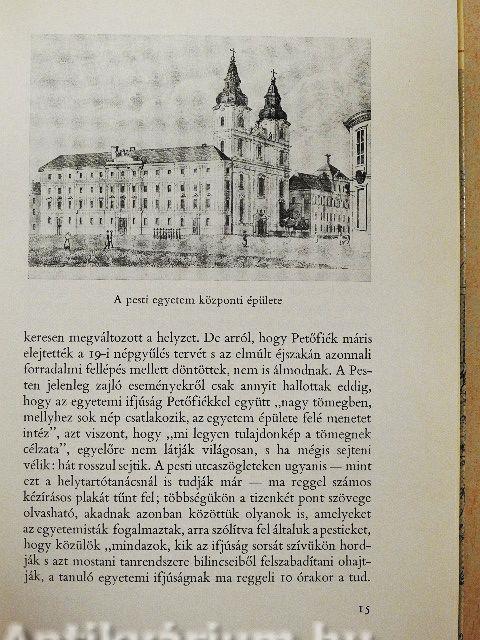 A pesti egyetem központi épülete
keresen megváltozott a helyzet. De arról, hogy Petőfiék máris
elejtették a 19-i népgyűlés tervét s az elmúlt éjszakán azonnali
forradalmi fellépés mellett döntöttek, nem is álmodnak. A Pes-
ten jelenleg zajló eseményekről csak annyit hallottak eddig,
hogy az egyetemi ifjúság Petőfiékkel együtt „nagy tömegben,
mellyhez sok nép csatlakozik, az egyetem épülete felé menetet
intéz”, azt viszont, hogy „mi legyen tulajdonkép a tömegnek
célzata”, egyelőre nem látják világosan, s ha mégis sejteni
vélik: hát rosszul sejtik. A pesti utcaszögleteken ugyanis — mint
ezt a helytartótanácsnál is tudják már — ma reggel számos
kézírásos plakát tűnt fel; többségükön a tizenkét pont szövege
olvasható, akadnak azonban közöttük olyanok is, amelyeket
az egyetemisták fogalmaztak, arra szólítva fel általuk a pestieket,
hogy közülök „mindazok, kik az ifjúság sorsát szívükön hord-
ják s azt mostani tanrendszere bilincseiből felszabadítani ohajt-
ják, a tanuló egyetemi ifjúságnak ma reggeli 10 órakor a tud.
15
Antikvárium.hu